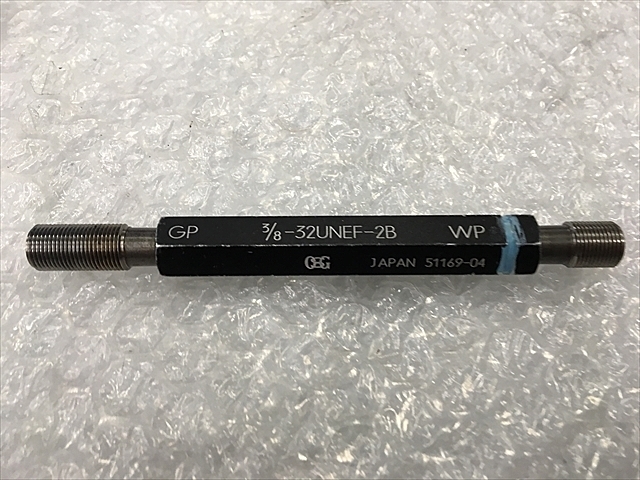 GP 3/8-32UNEF-2B WP
OSG JAPAN 51169-04